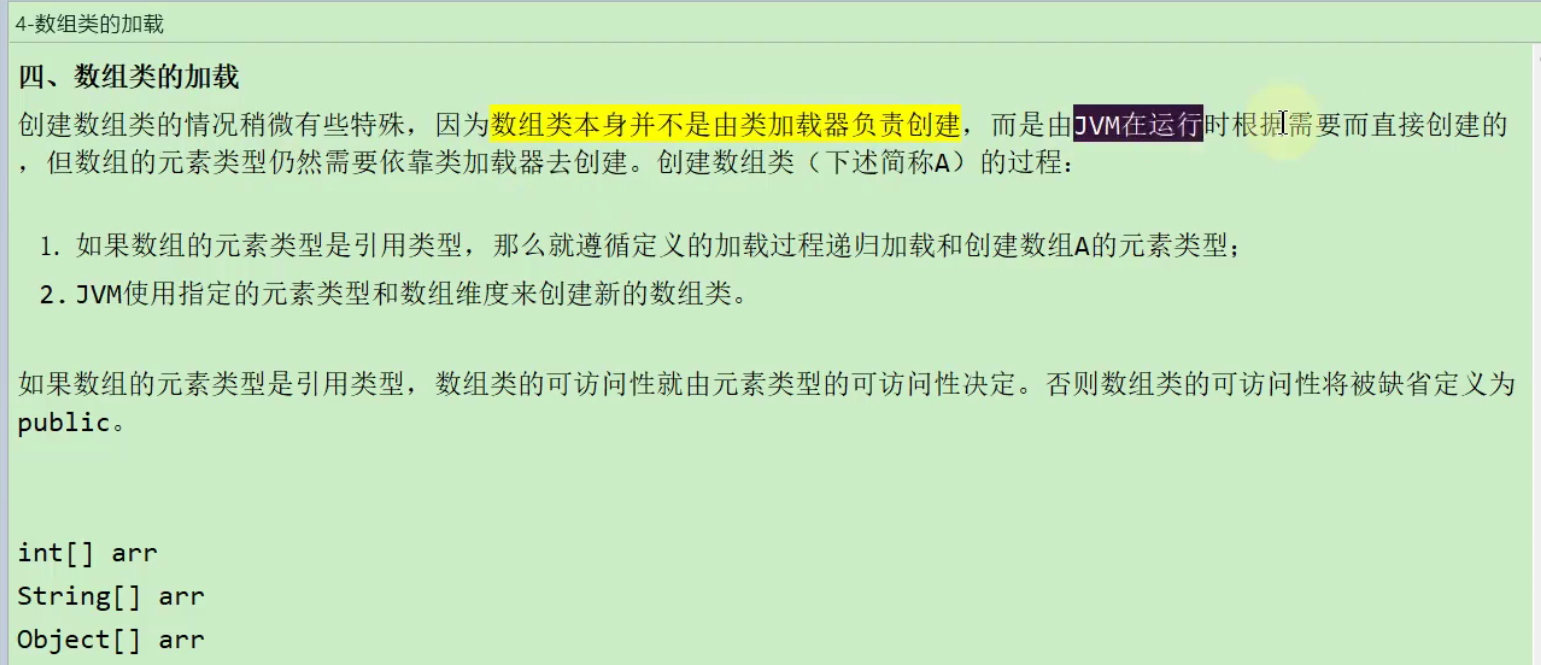 4-数组类的加载
四、数组类的加载
创建数组类的情况稍微有些特殊，因为数组类本身并不是由类加载器负责创建，而是由JVM在运行时根据需要而直接创建的
，但数组的元素类型仍然需要依靠类加载器去创建。创建数组类（下述简称A）的过程：
1. 如果数组的元素类型是引用类型，那么就遵循定义的加载过程递归加载和创建数组A的元素类型；
2. JVM使用指定的元素类型和数组维度来创建新的数组类。
如果数组的元素类型是引用类型，数组类的可访问性就由元素类型的可访问性决定。否则数组类的可访问性将被缺省定义为
public。
int[] arr
String[] arr
Object[] arr